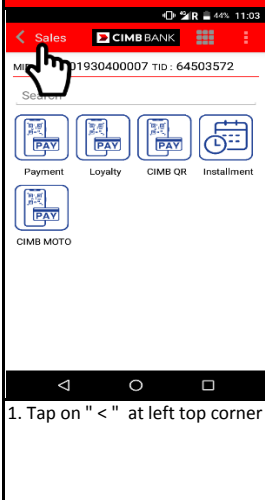 44% 11:03
Sales CIMB BANK
01930400007 TID : 64503572
Search
PAY PAY PAY
Payment Loyalty CIMB QR Installment
PAY
CIMB MOTO
1. Tap on " < " at left top corner